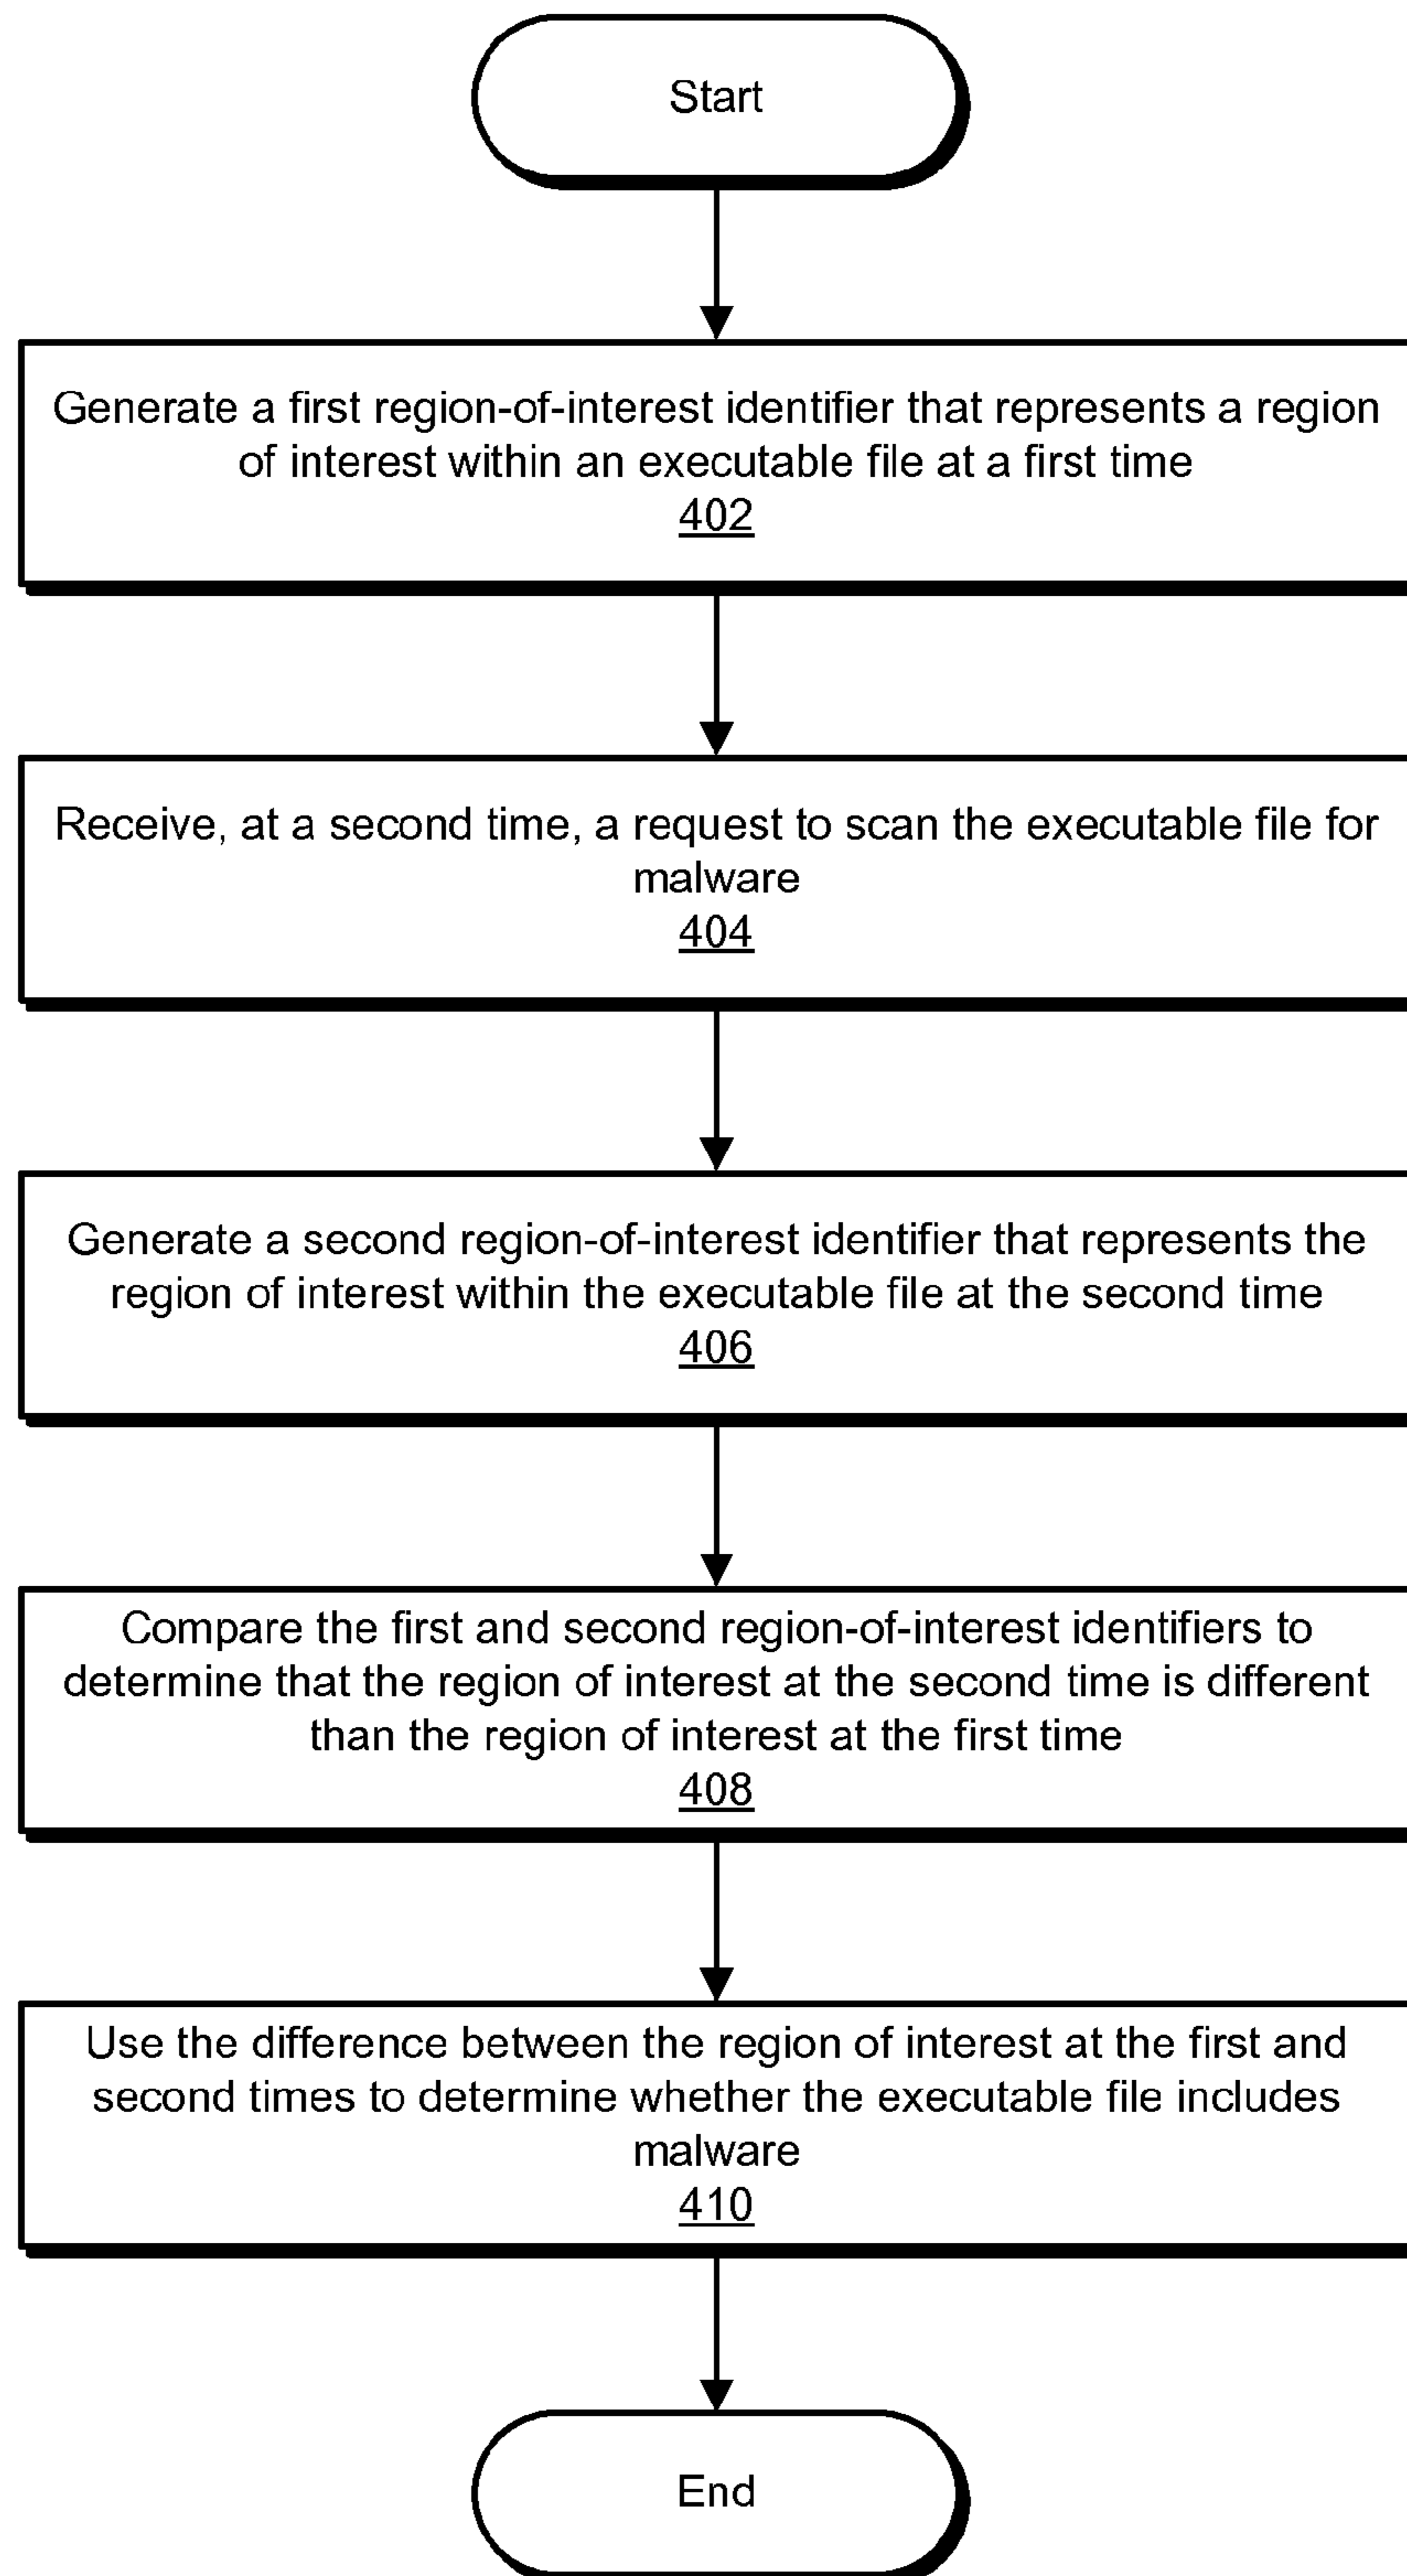 Start
Generate a first region-of-interest identifier that represents a region
of interest within an executable file at a first time
402
Receive, at a second time, a request to scan the executable file for
malware
404
Generate a second region-of-interest identifier that represents the
region of interest within the executable file at the second time
406
Compare the first and second region-of-interest identifiers to
determine that the region of interest at the second time is different
than the region of interest at the first time
408
Use the difference between the region of interest at the first and
second times to determine whether the executable file includes
malware
410
End